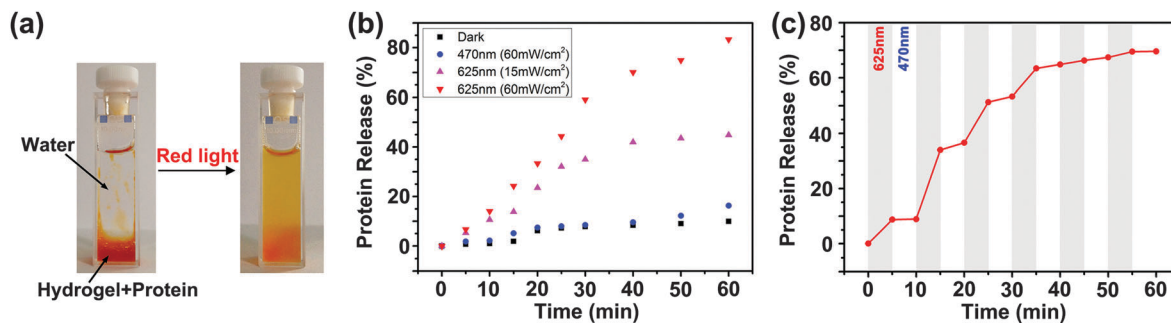 (a)
Water
Red light
Hydrogel+Protein
(b)
Protein Release (%)
80
60
40
20
0
Dark
470nm (60mW/cm²)
625nm (15mW/cm²)
625nm (60mW/cm²)
0 10 20 30 40 50 60
Time (min)
(c)
Protein Release (%)
80
60
40
20
0
625nm
470nm
0 10 20 30 40 50 60
Time (min)